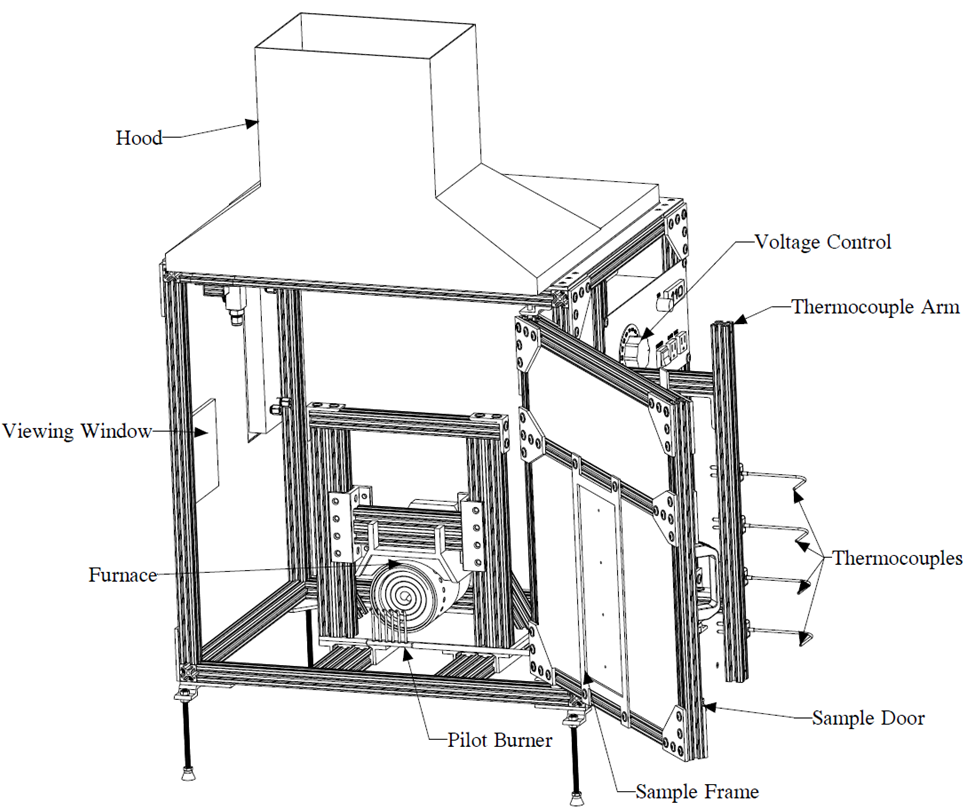 Hood
Voltage Control
Thermocouple Arm
Viewing Window
Thermocouples
Furnace
Sample Door
Pilot Burner
Sample Frame